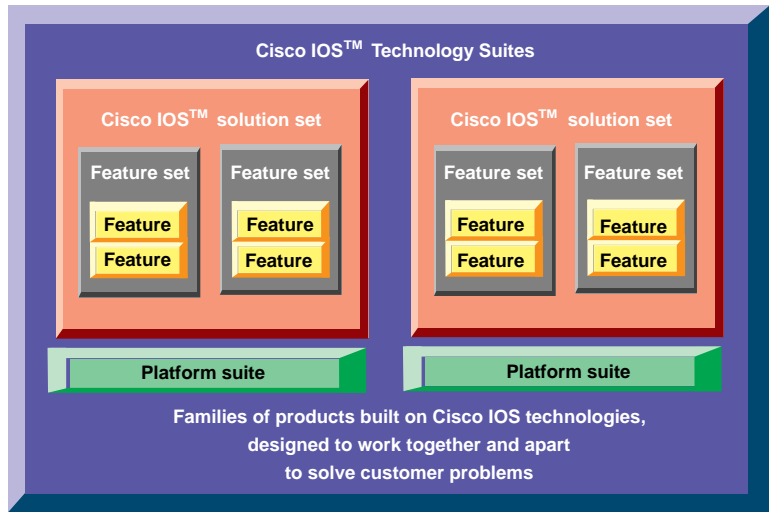 Cisco IOS™ Technology Suites
Cisco IOS™ solution set
Feature set
Feature
Feature
Feature set
Feature
Feature
Platform suite
Cisco IOS™ solution set
Feature set
Feature
Feature
Feature set
Feature
Feature
Platform suite
Families of products built on Cisco IOS technologies,
designed to work together and apart
to solve customer problems